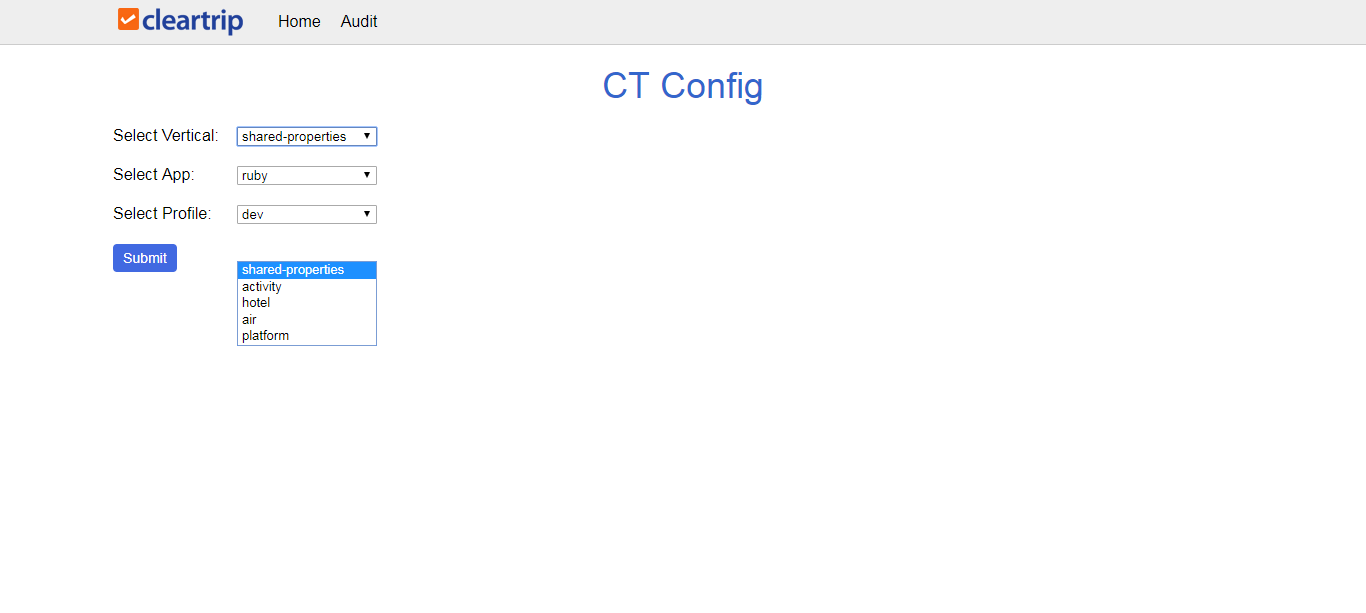 cleartrip Home Audit
CT Config
Select Vertical: shared-properties
Select App: ruby
Select Profile: dev
Submit
shared-properties
activity
hotel
air
platform